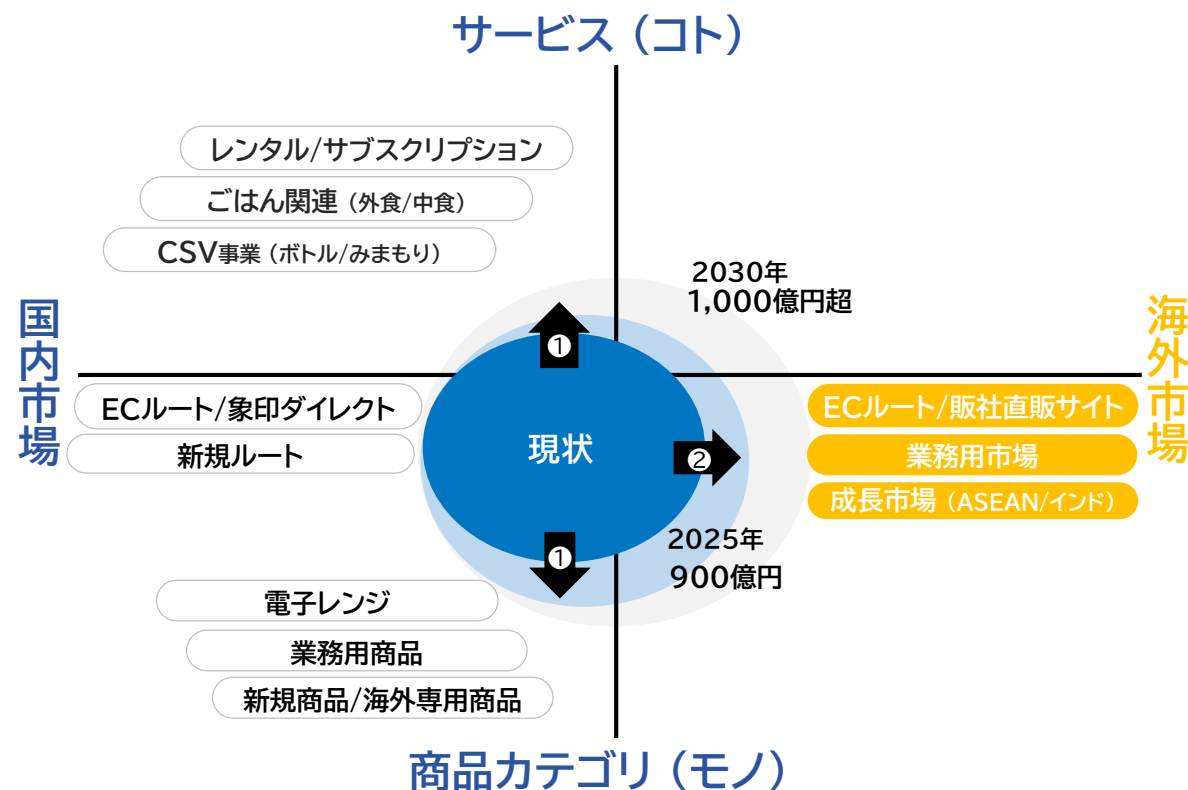 サービス（コト）
レンタル/サブスクリプション
ごはん関連（外食/中食）
CSV事業（ボトル/みまもり）
2030年
1,000億円超
国内市場
海外市場
❶
ECルート/象印ダイレクト
新規ルート
現状
❷
ECルート/販社直販サイト
業務用市場
成長市場（ASEAN/インド）
❶
2025年
900億円
電子レンジ
業務用商品
新規商品/海外専用商品
商品カテゴリ（モノ）